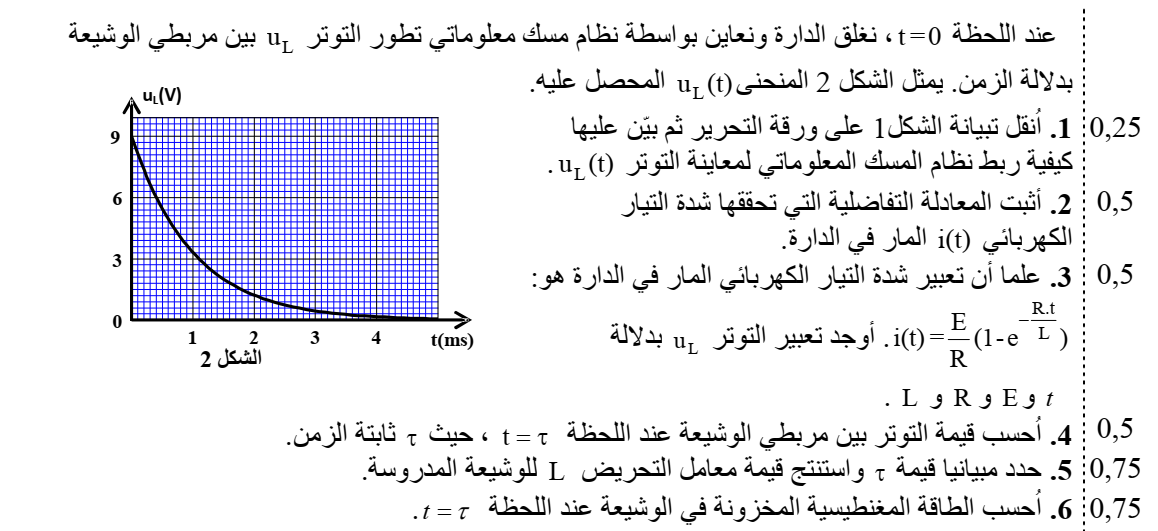 عند اللحظة t=0 ، نغلق الدارة ونعاين بواسطة نظام مسك معلوماتي تطور التوتر u_L بين مربطي الوشيعة
بدلالة الزمن. يمثل الشكل 2 المنحنى u_L(t) المحصل عليه.
0,25 1. أُنقل تبيانة الشكل1 على ورقة التحرير ثم بيّن عليها
كيفية ربط نظام المسك المعلوماتي لمعاينة التوتر u_L(t) .
0,5 2. أثبت المعادلة التفاضلية التي تحققها شدة التيار
الكهربائي i(t) المار في الدارة.
0,5 3. علما أن تعبير شدة التيار الكهربائي المار في الدارة هو:
i(t)=E/R(1-e^(-R.t/L)) . أوجد تعبير التوتر u_L بدلالة
t و E و R و L .
0,5 4. أحسب قيمة التوتر بين مربطي الوشيعة عند اللحظة t=τ ، حيث τ ثابتة الزمن.
0,75 5. حدد مبيانيا قيمة τ واستنتج قيمة معامل التحريض L للوشيعة المدروسة.
0,75 6. أحسب الطاقة المغنطيسية المخزونة في الوشيعة عند اللحظة t=τ.
u_L(V)
9
6
3
0
1 2 3 4 t(ms)
الشكل 2